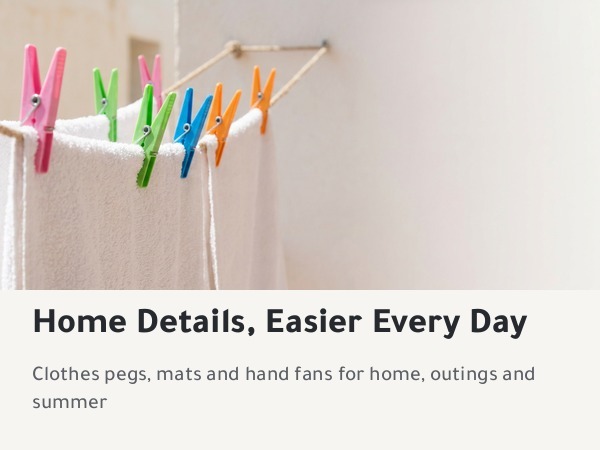 Home Details, Easier Every Day
Clothes pegs, mats and hand fans for home, outings and
summer